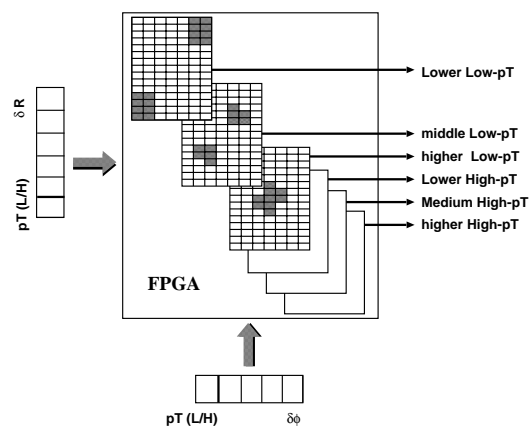 Lower Low-pT
middle Low-pT
higher Low-pT
Lower High-pT
Medium High-pT
higher High-pT
δ R
pT (L/H)
FPGA
pT (L/H)
δϕ